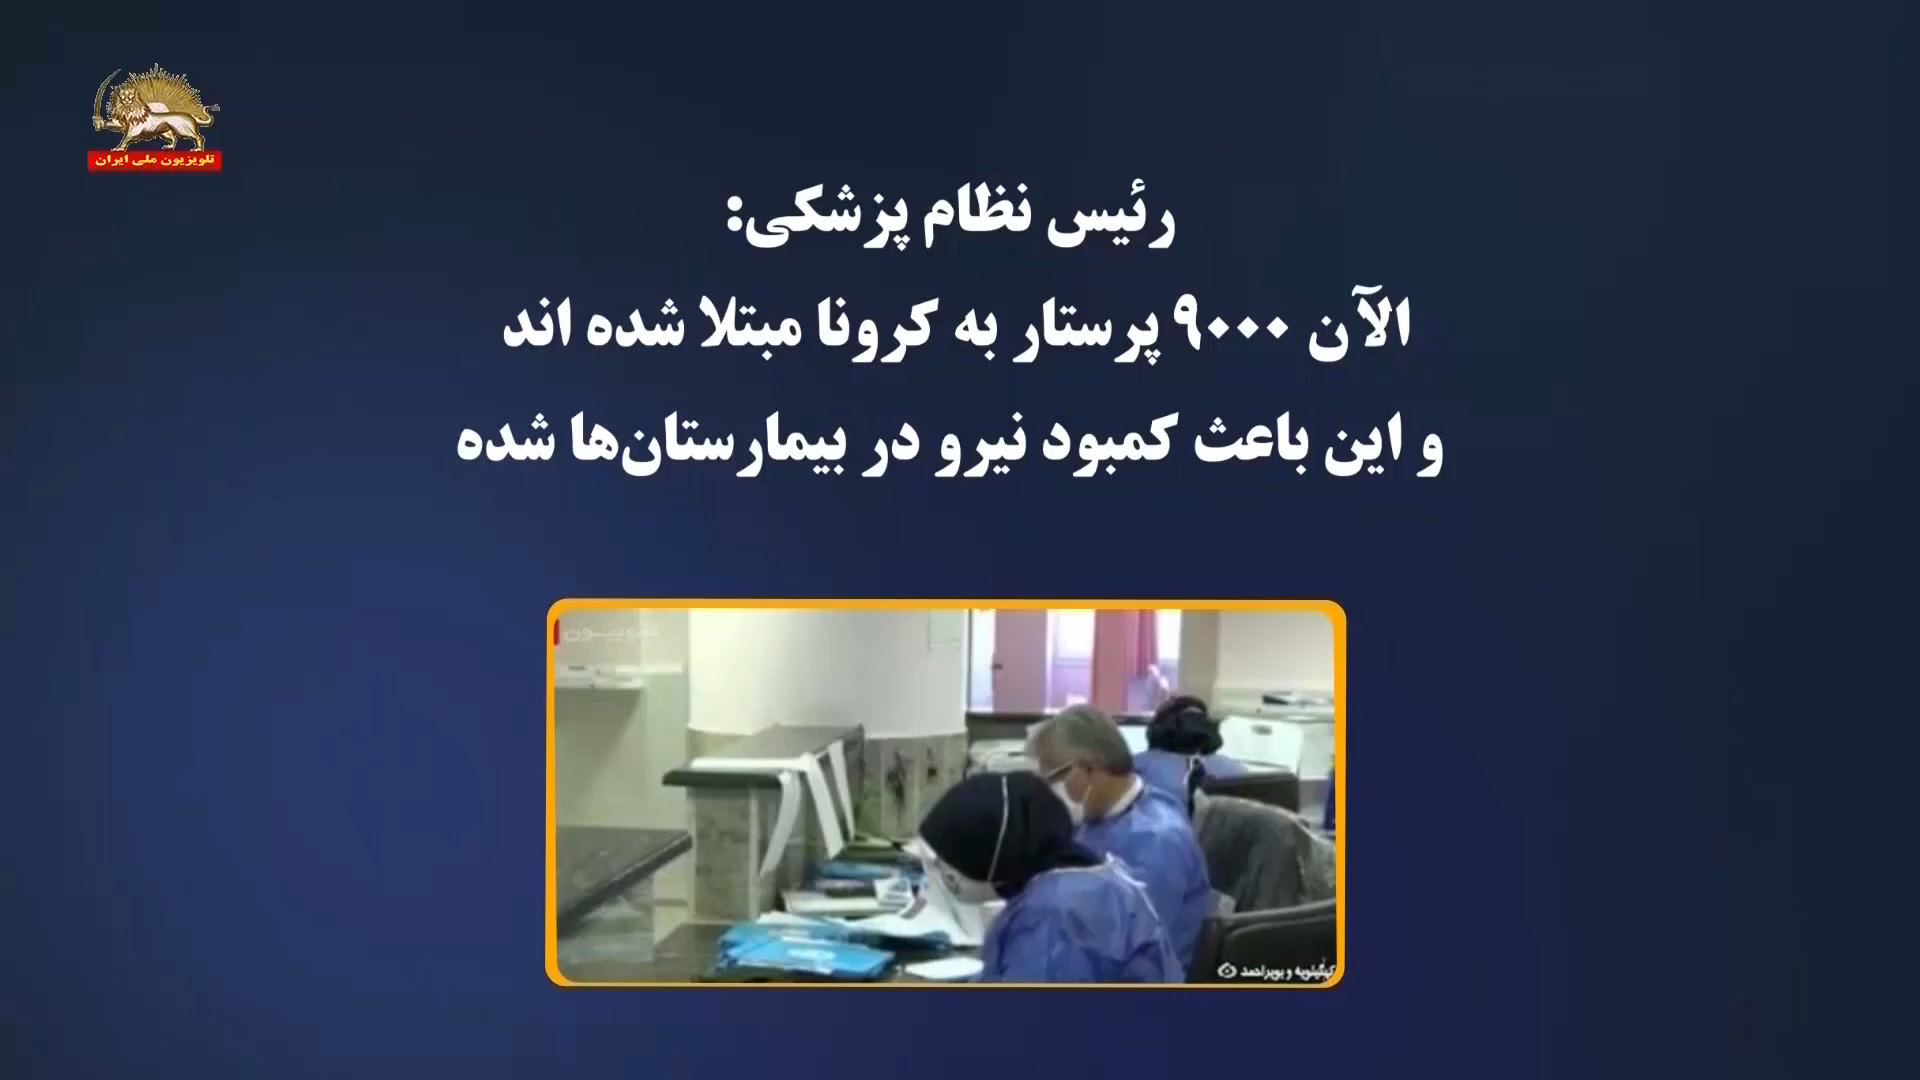 تلویزیون ملی ایران
رئیس نظام پزشکی:
الآن ۹۰۰۰ پرستار به کرونا مبتلا شده اند
و این باعث کمبود نیرو در بیمارستان‌ها شده
کهگیلویه و بویراحمد